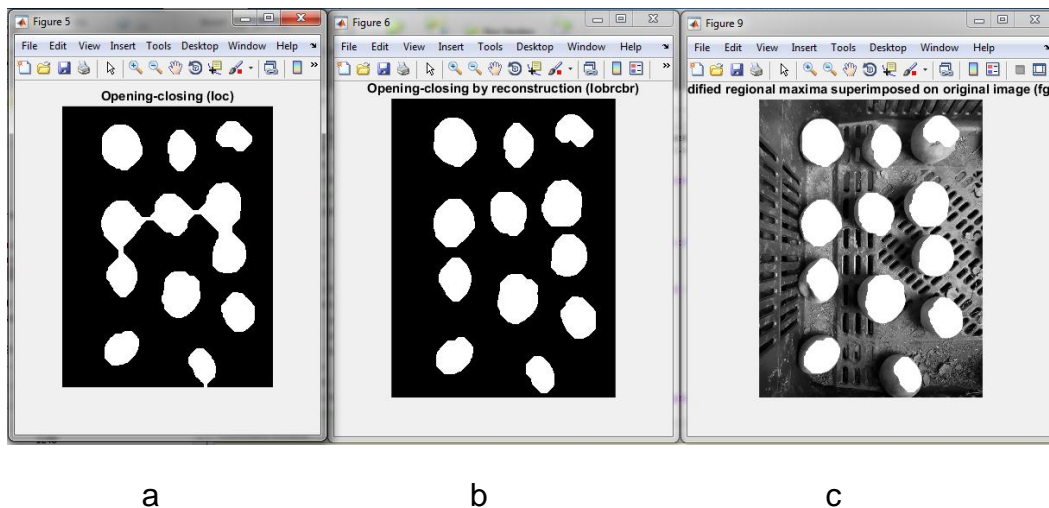 Figure 5
File Edit View Insert Tools Desktop Window Help
Opening-closing (Ioc)
Figure 6
File Edit View Insert Tools Desktop Window Help
Opening-closing by reconstruction (Iobrcbr)
Figure 9
File Edit View Insert Tools Desktop Window Help
dified regional maxima superimposed on original image (fg
a b c